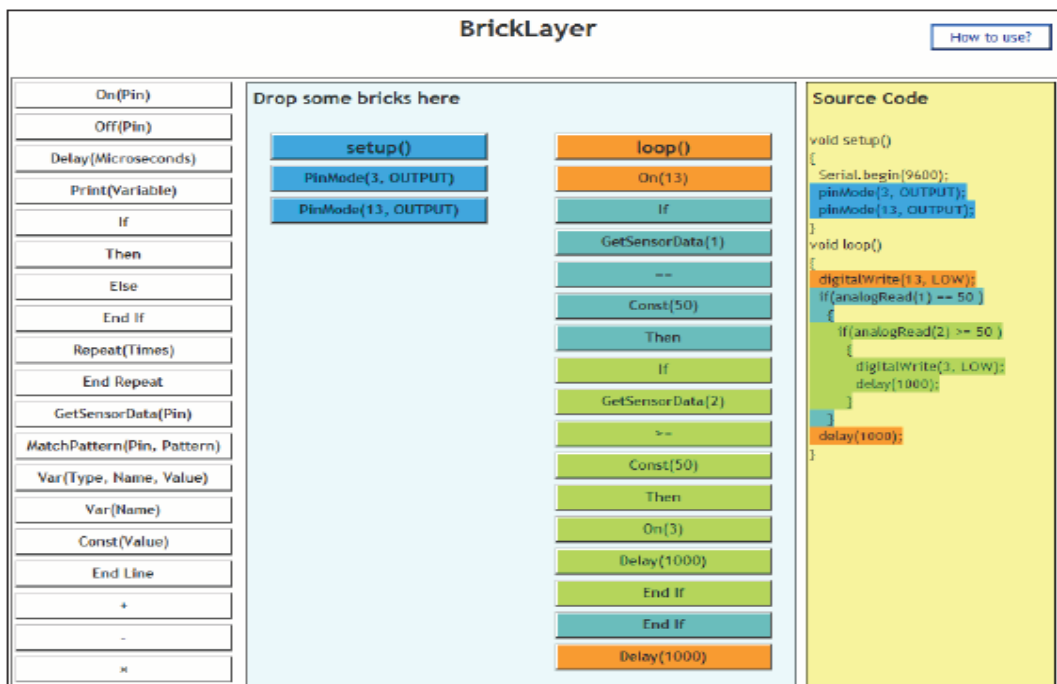 BrickLayer
How to use?
On(Pin)
Off(Pin)
Delay(Microseconds)
Print(Variable)
If
Then
Else
End If
Repeat(Times)
End Repeat
GetSensorData(Pin)
MatchPattern(Pin, Pattern)
Var(Type, Name, Value)
Var(Name)
Const(Value)
End Line
+
-
*
Drop some bricks here
setup()
PinMode(3, OUTPUT)
PinMode(13, OUTPUT)
loop()
On(13)
If
GetSensorData(1)
==
Const(50)
Then
If
GetSensorData(2)
>=
Const(50)
Then
On(3)
Delay(1000)
End If
End If
Delay(1000)
Source Code
void setup()
{
Serial.begin(9600);
pinMode(3, OUTPUT);
pinMode(13, OUTPUT);
}
void loop()
{
digitalWrite(13, LOW);
if(analogRead(1) == 50 )
{
if(analogRead(2) >= 50 )
{
digitalWrite(3, LOW);
delay(1000);
}
}
delay(1000);
}